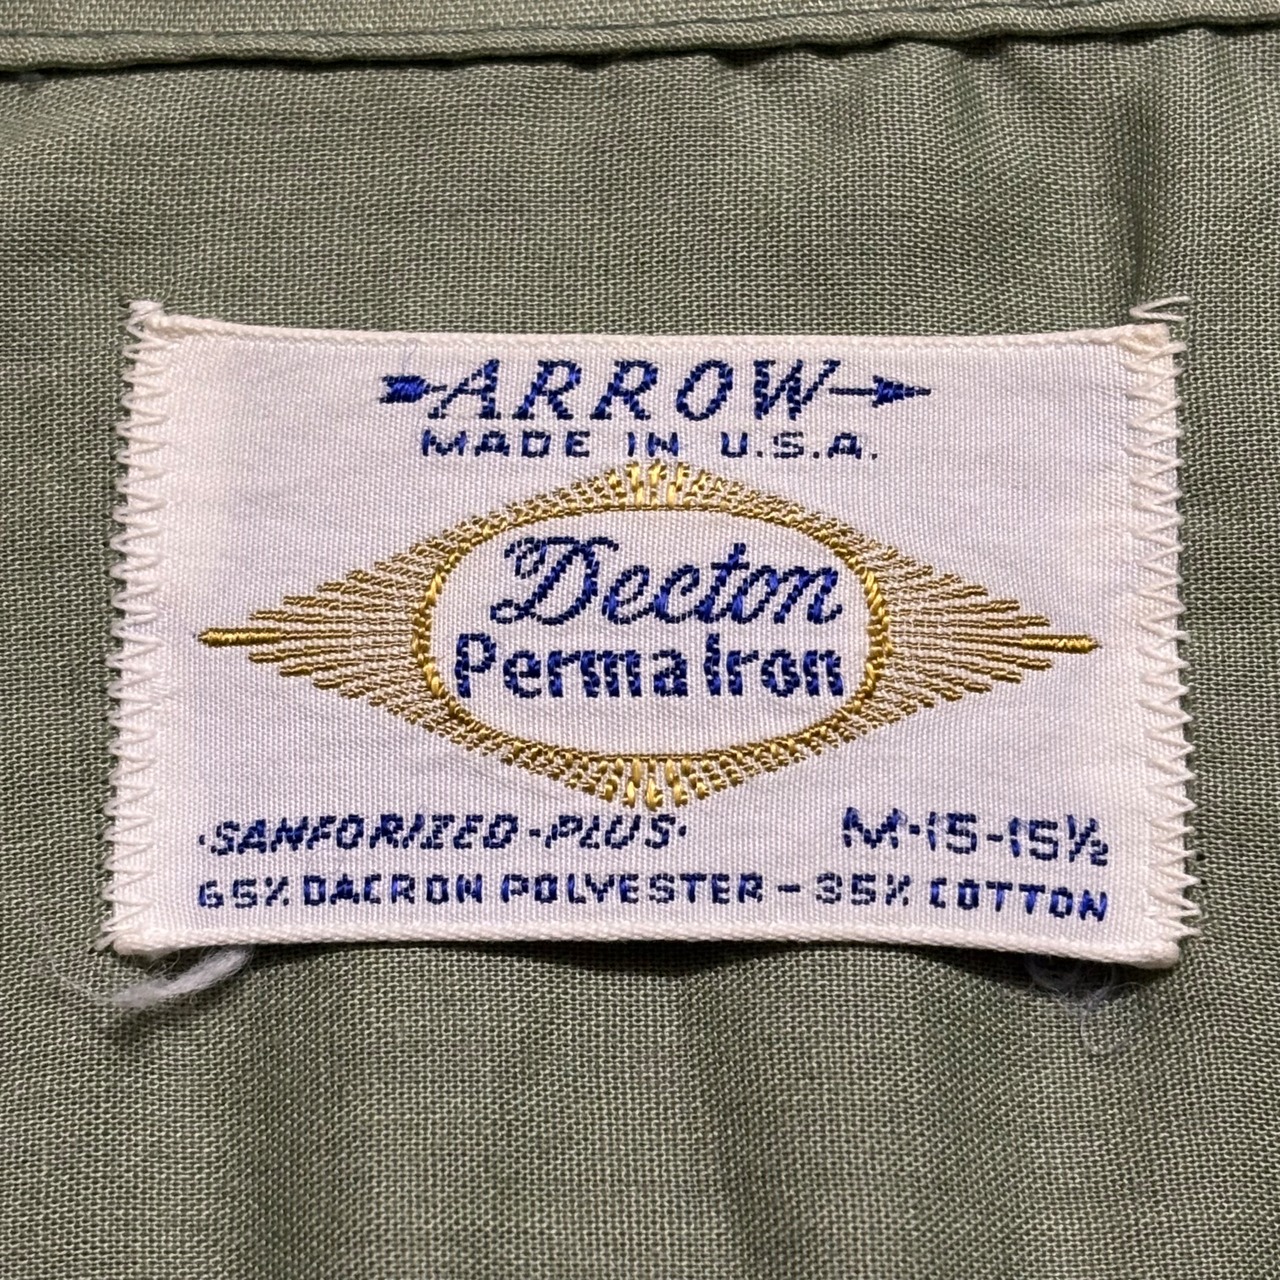 ARROW
MADE IN U.S.A.
Decton
Perma Iron
·SANFORIZED-PLUS·
M·15-15½
65% DACRON POLYESTER - 35% COTTON